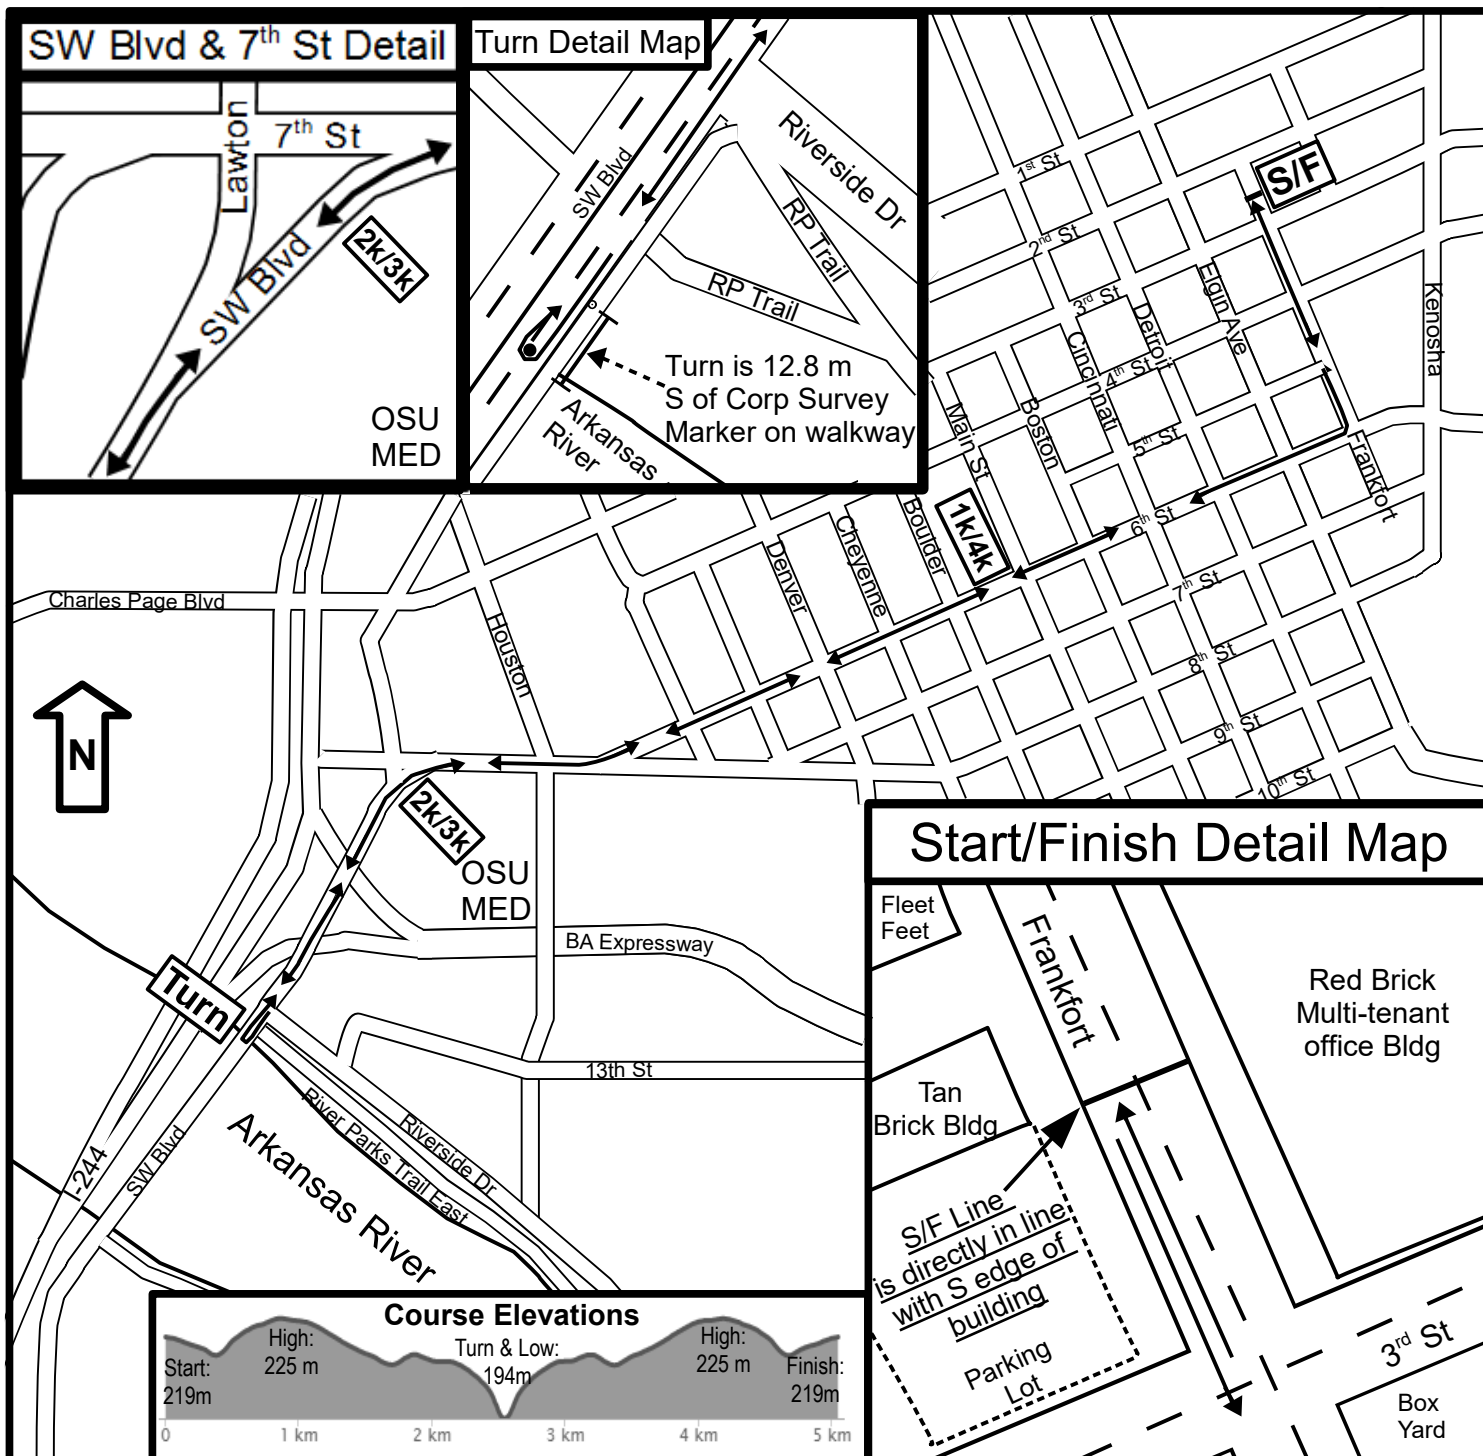 SW Blvd & 7th St Detail
Lawton
7th St
SW Blvd
2k/3k
OSU
MED
Turn Detail Map
SW Blvd
Riverside Dr
RP Trail
RP Trail
Turn is 12.8 m
S of Corp Survey
Marker on walkway
Arkansas
River
S/F
1st St
2nd St
3rd St
4th St
5th St
6th St
7th St
8th St
9th St
10th St
Elgin Ave
Detroit
Cincinnati
Boston
Main St
Boulder
Cheyenne
Denver
Houston
Kenosha
Frankfort
1k/4k
Charles Page Blvd
N
2k/3k
OSU
MED
BA Expressway
Turn
13th St
Riverside Dr
River Parks Trail East
Arkansas River
-244
SW Blvd
Course Elevations
Start:
219m
High:
225 m
Turn & Low:
194m
High:
225 m
Finish:
219m
0 1 km 2 km 3 km 4 km 5 km
Start/Finish Detail Map
Fleet
Feet
Frankfort
Red Brick
Multi-tenant
office Bldg
Tan
Brick Bldg
S/F Line
is directly in line
with S edge of
building
Parking
Lot
3rd St
Box
Yard